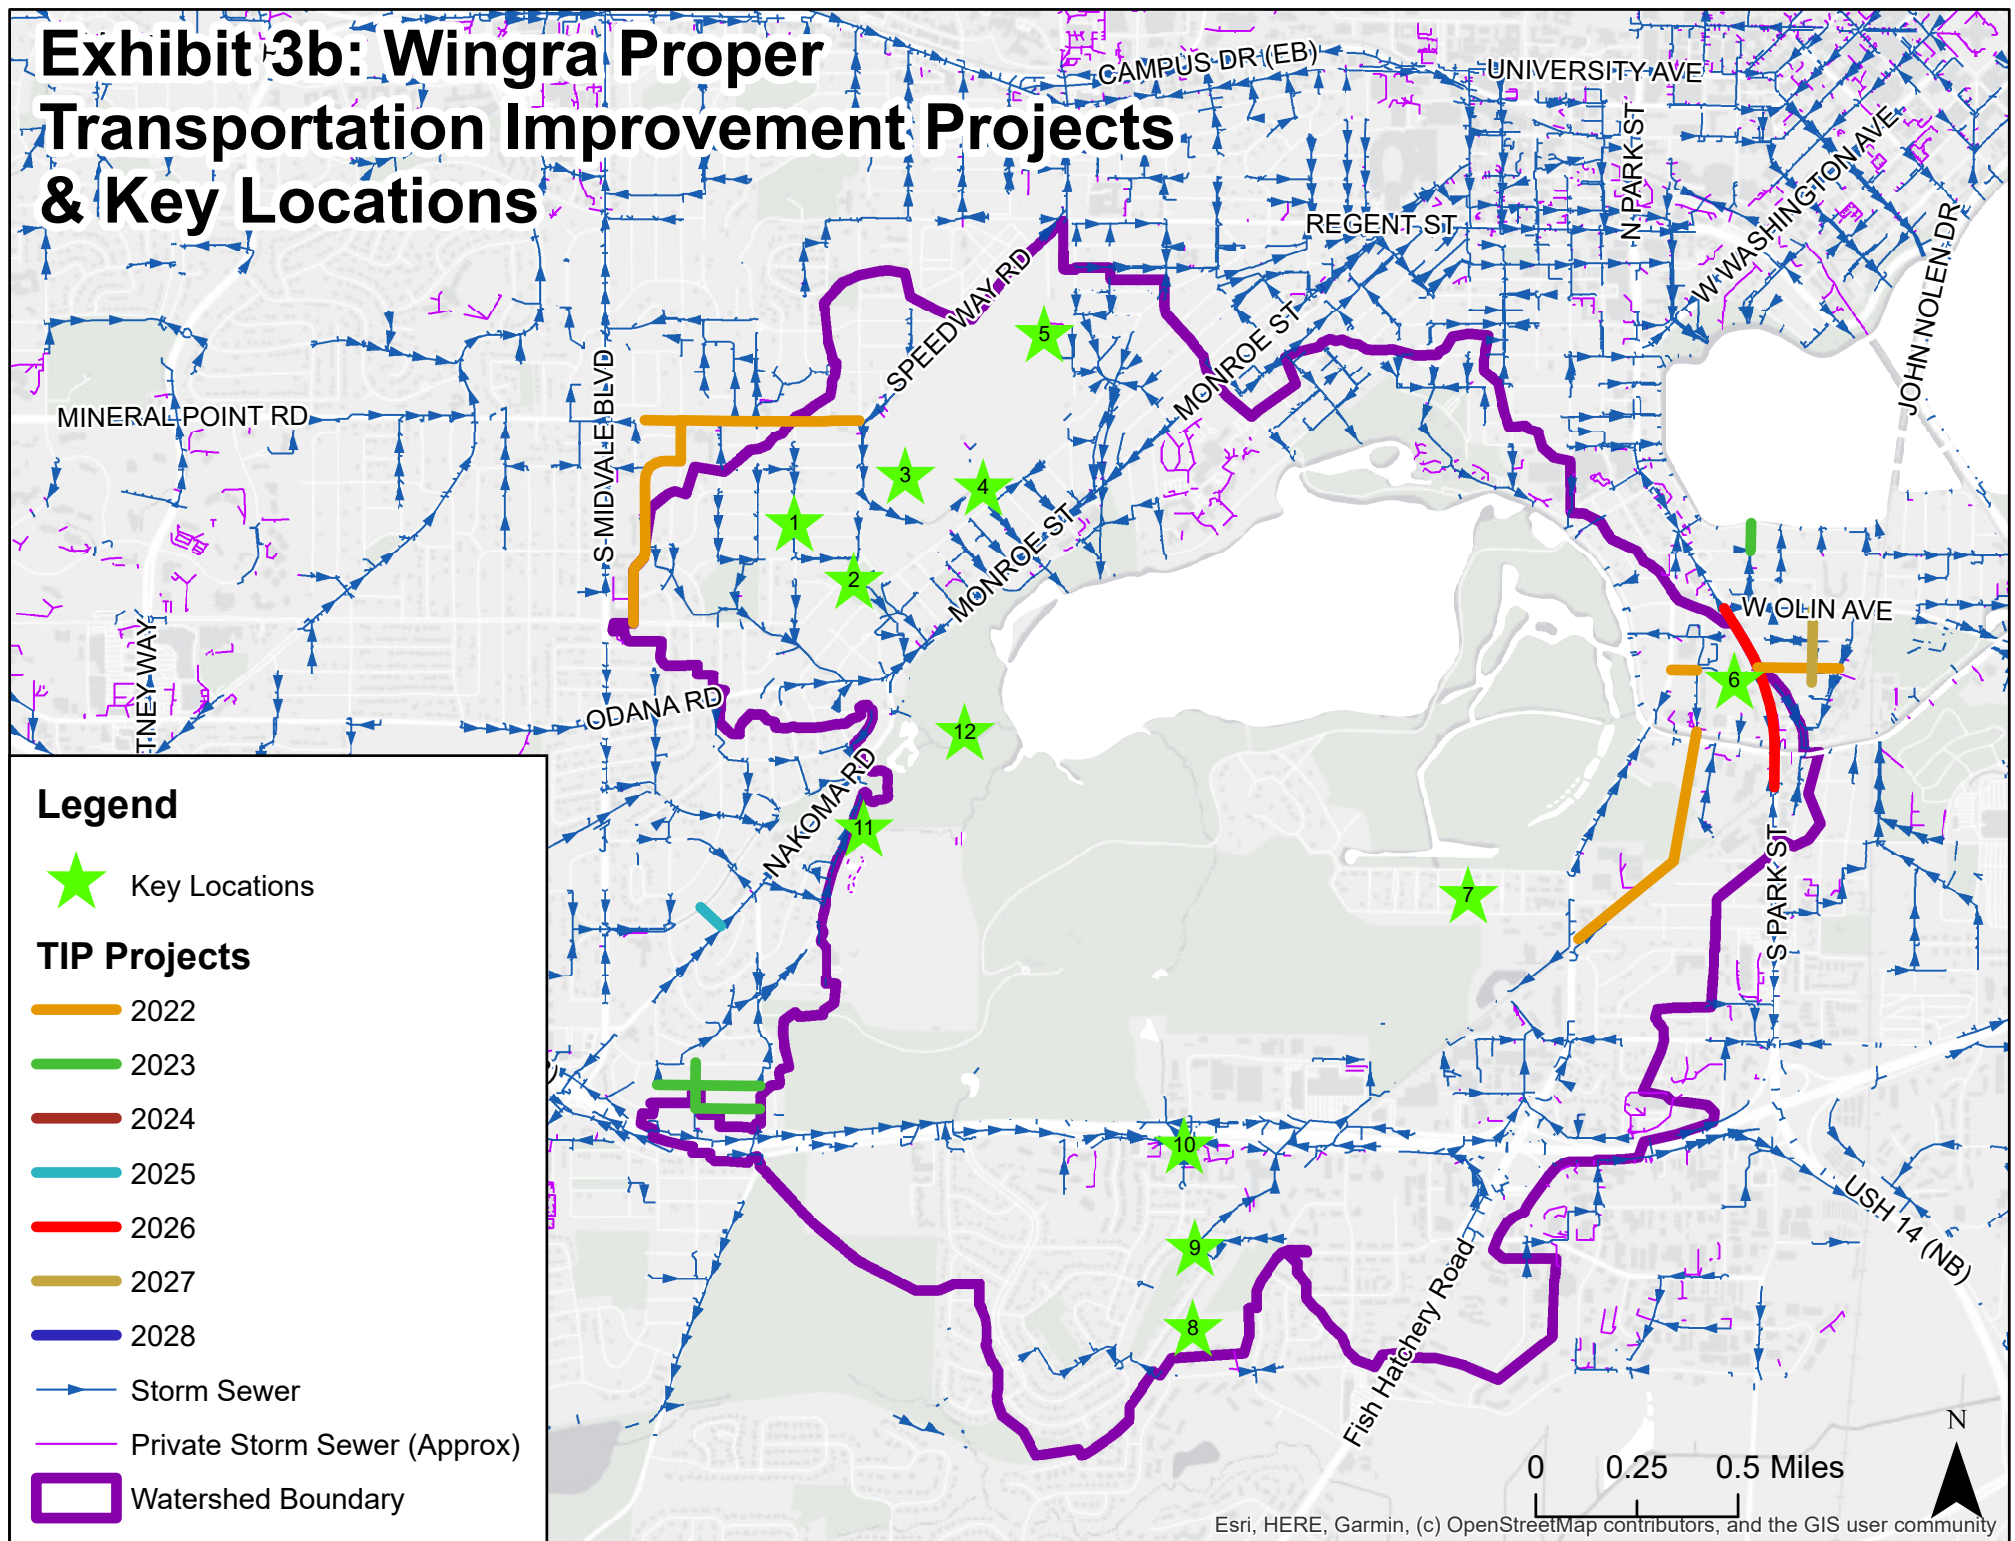 Exhibit 3b: Wingra Proper
Transportation Improvement Projects
& Key Locations
CAMPUS DR (EB)
UNIVERSITY AVE
N PARK ST
W WASHINGTON AVE
REGENT ST
JOHN NOLEN DR
SPEEDWAY RD
MONROE ST
MINERAL POINT RD
S MIDVALE BLVD
MONROE ST
W OLIN AVE
TNEY WAY
ODANA RD
NAKOMA RD
S PARK ST
USH 14 (NB)
Fish Hatchery Road
5
3
4
1
2
6
12
11
7
10
9
8
Legend
Key Locations
TIP Projects
2022
2023
2024
2025
2026
2027
2028
Storm Sewer
Private Storm Sewer (Approx)
Watershed Boundary
N
0 0.25 0.5 Miles
Esri, HERE, Garmin, (c) OpenStreetMap contributors, and the GIS user community